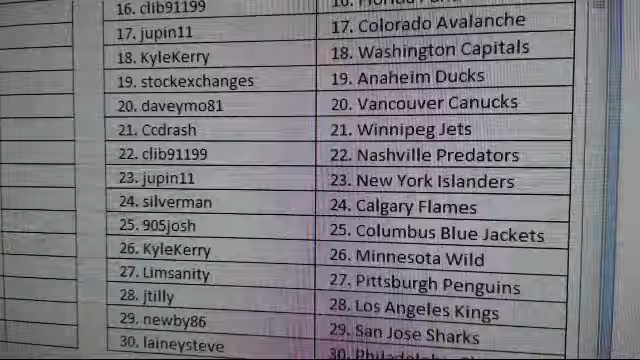 16. clib91199 16.
17. jupin11 17. Colorado Avalanche
18. KyleKerry 18. Washington Capitals
19. stockexchanges 19. Anaheim Ducks
20. daveymo81 20. Vancouver Canucks
21. Ccdrash 21. Winnipeg Jets
22. clib91199 22. Nashville Predators
23. jupin11 23. New York Islanders
24. silverman 24. Calgary Flames
25. 905josh 25. Columbus Blue Jackets
26. KyleKerry 26. Minnesota Wild
27. Limsanity 27. Pittsburgh Penguins
28. jtilly 28. Los Angeles Kings
29. newby86 29. San Jose Sharks
30. laineysteve 30.